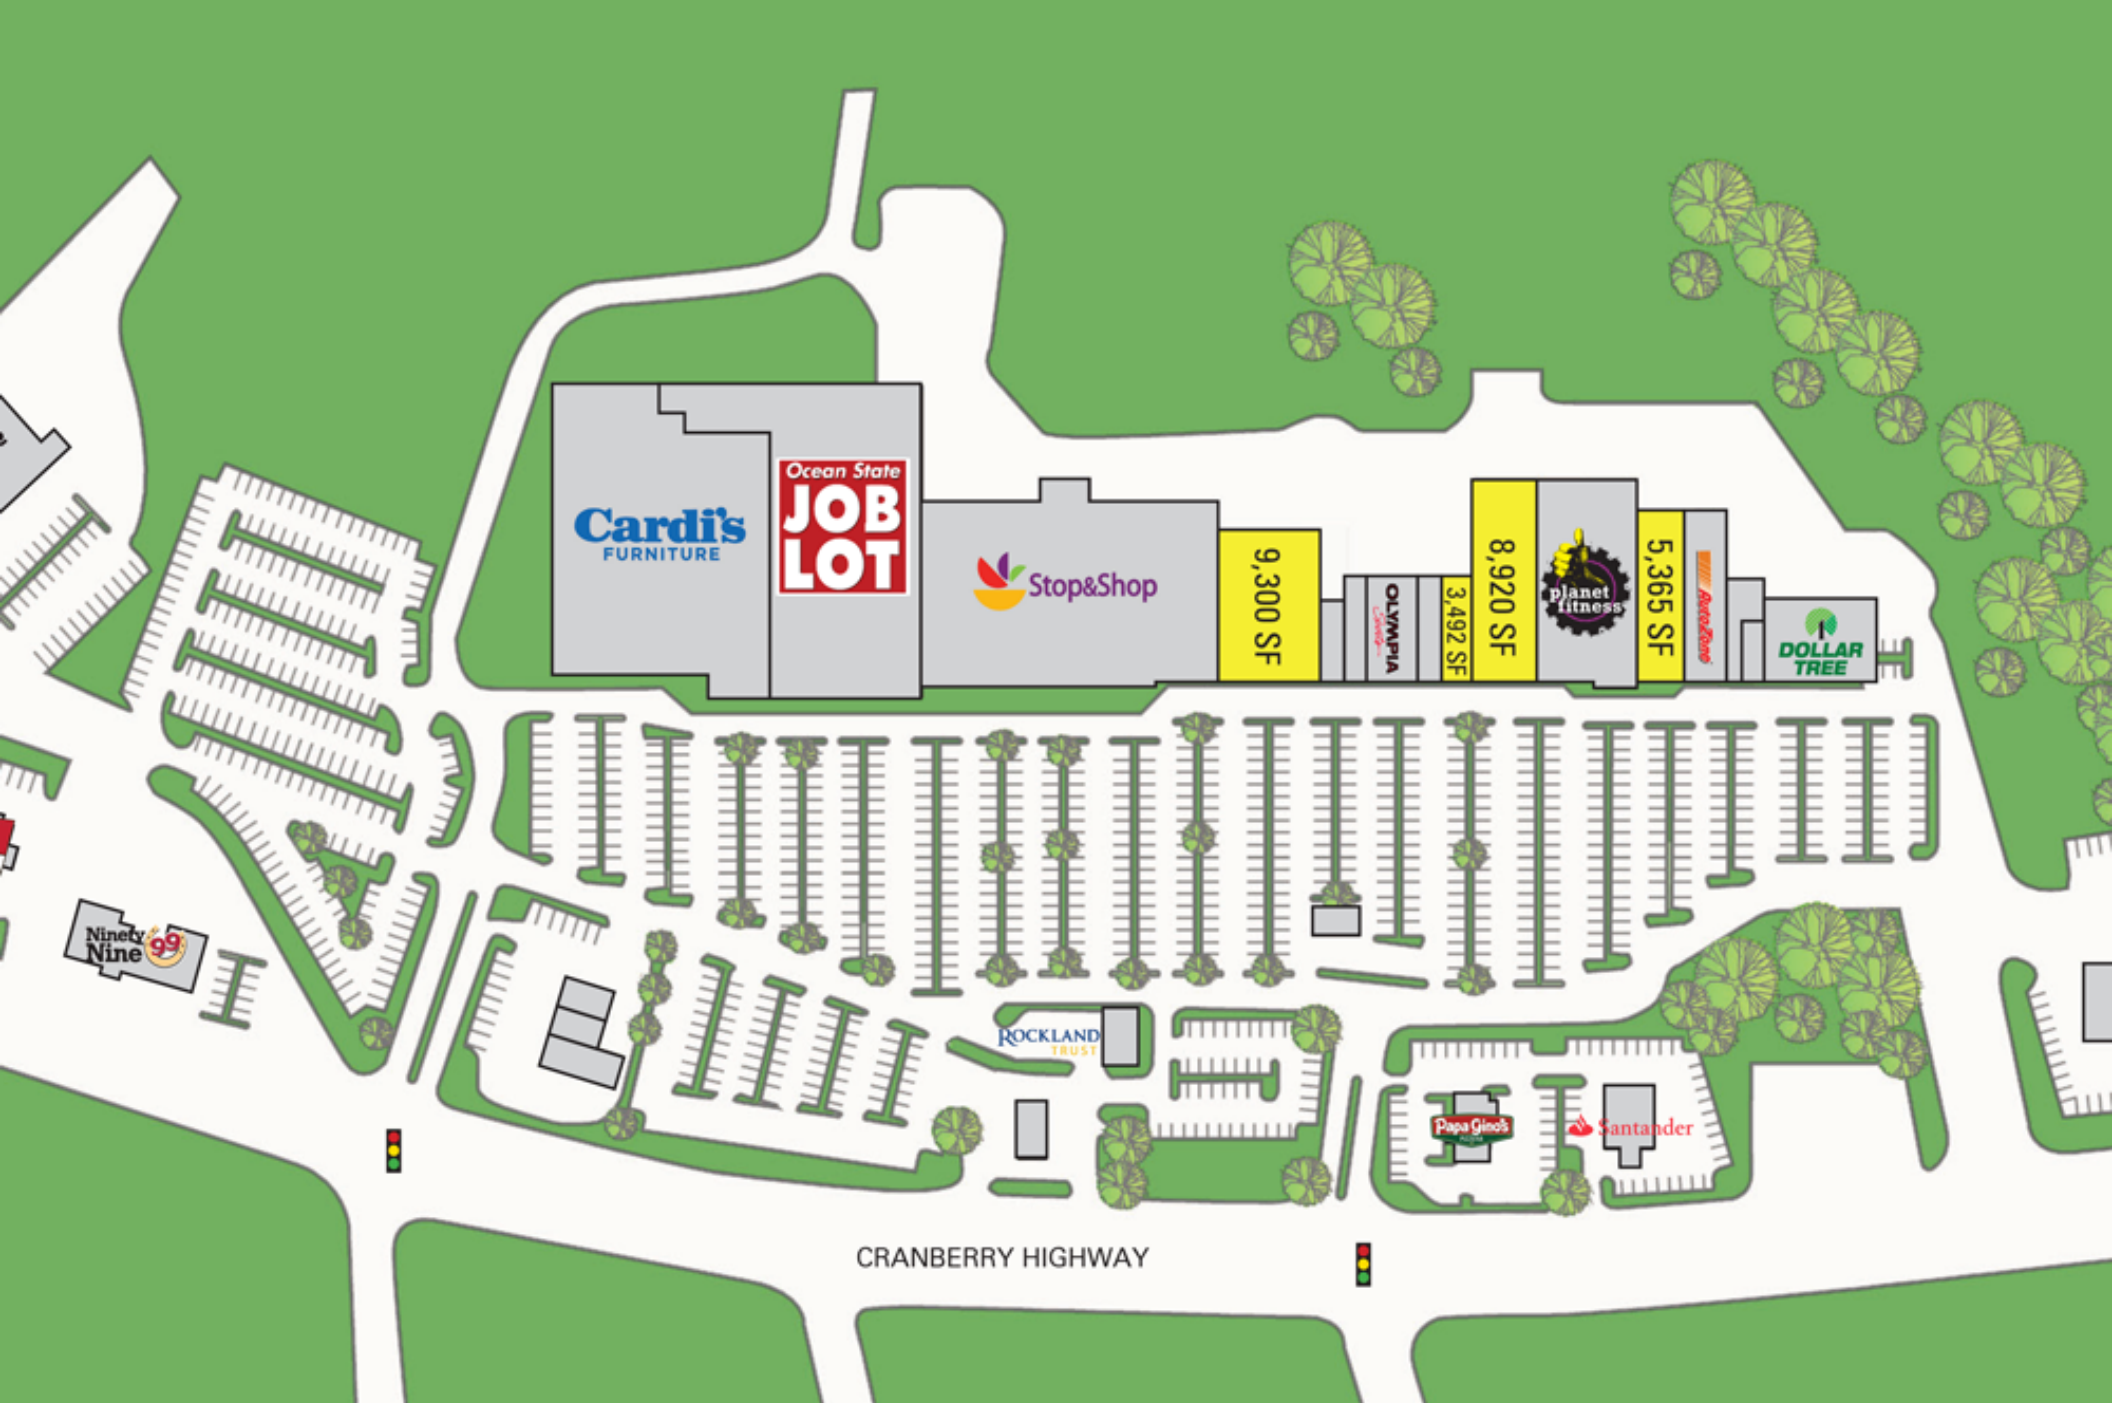 Cardi's
FURNITURE
Ocean State
JOB
LOT
Stop&Shop
9,300 SF
OLYMPIA
Sports
3,492 SF
8,920 SF
planet
fitness
5,365 SF
AutoZone
DOLLAR
TREE
Ninety
Nine
99
ROCKLAND
TRUST
Papa Gino's
Santander
CRANBERRY HIGHWAY